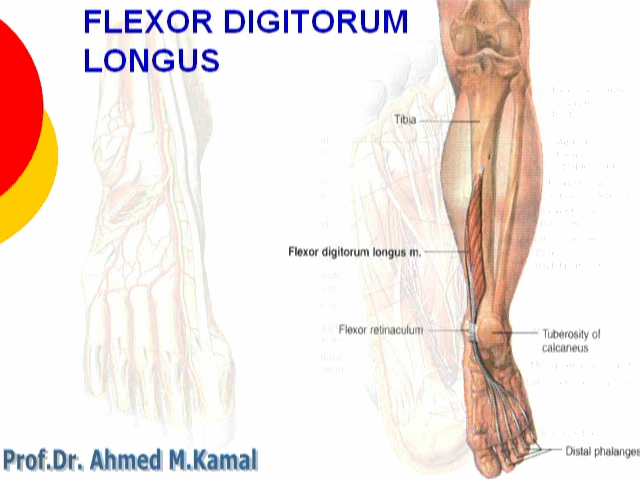 FLEXOR DIGITORUM
LONGUS
Tibia
Flexor digitorum longus m.
Flexor retinaculum
Tuberosity of
calcaneus
Distal phalanges
Prof.Dr. Ahmed M.Kamal